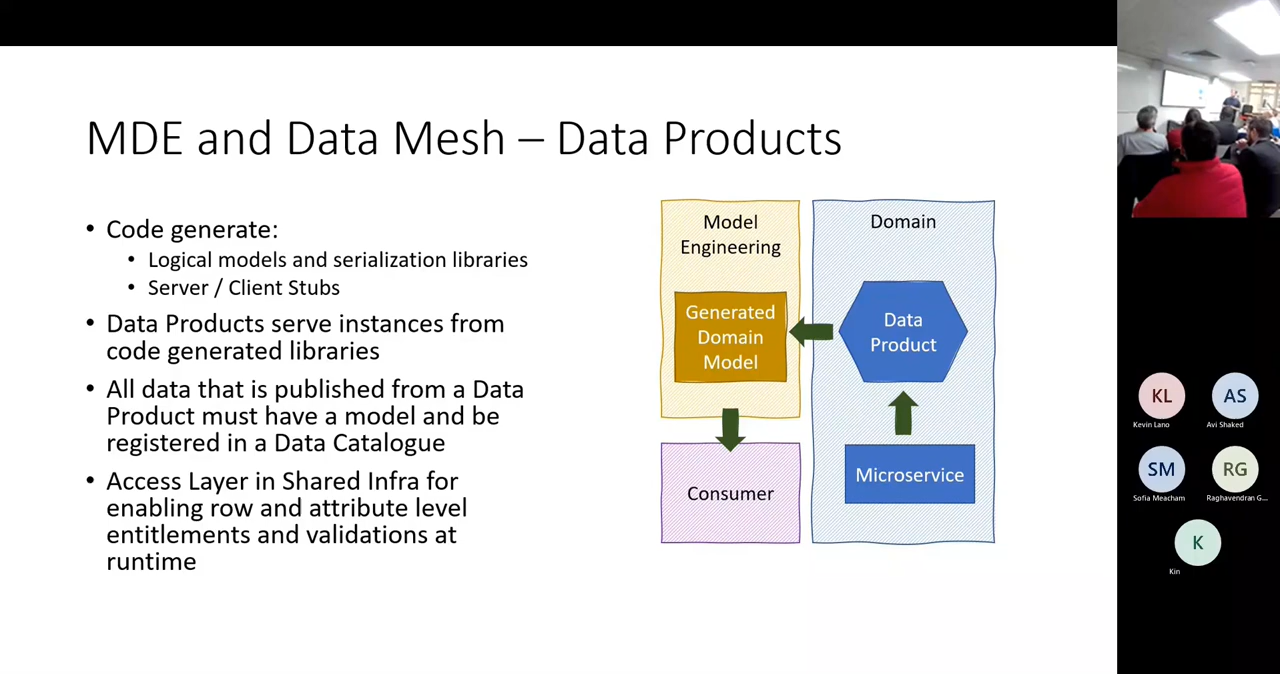 MDE and Data Mesh – Data Products
• Code generate:
• Logical models and serialization libraries
• Server / Client Stubs
• Data Products serve instances from
code generated libraries
• All data that is published from a Data
Product must have a model and be
registered in a Data Catalogue
• Access Layer in Shared Infra for
enabling row and attribute level
entitlements and validations at
runtime
Model
Engineering
Generated
Domain
Model
Consumer
Domain
Data
Product
Microservice
KL
Kevin Lano
AS
Avi Shaked
SM
Sofia Meacham
RG
Raghavendran G...
K
Kin